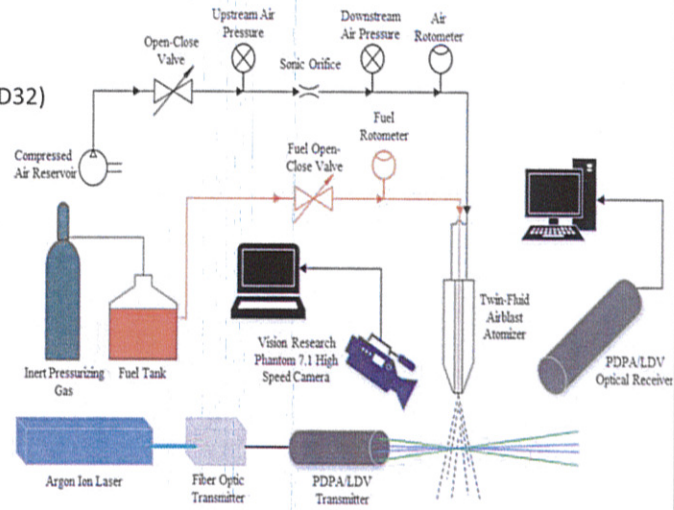 Upstream Air
Pressure
Downstream
Air Pressure
Air
Rotometer
Open-Close
Valve
Sonic Orifice
D32)
Fuel
Rotometer
Compressed
Air Reservoir
Fuel Open-
Close Valve
Twin-Fluid
Airblast
Atomizer
Vision Research
Phantom 7.1 High
Speed Camera
PDPA/LDV
Optical Receiver
Inert Pressurizing
Gas
Fuel Tank
Argon Ion Laser
Fiber Optic
Transmitter
PDPA/LDV
Transmitter